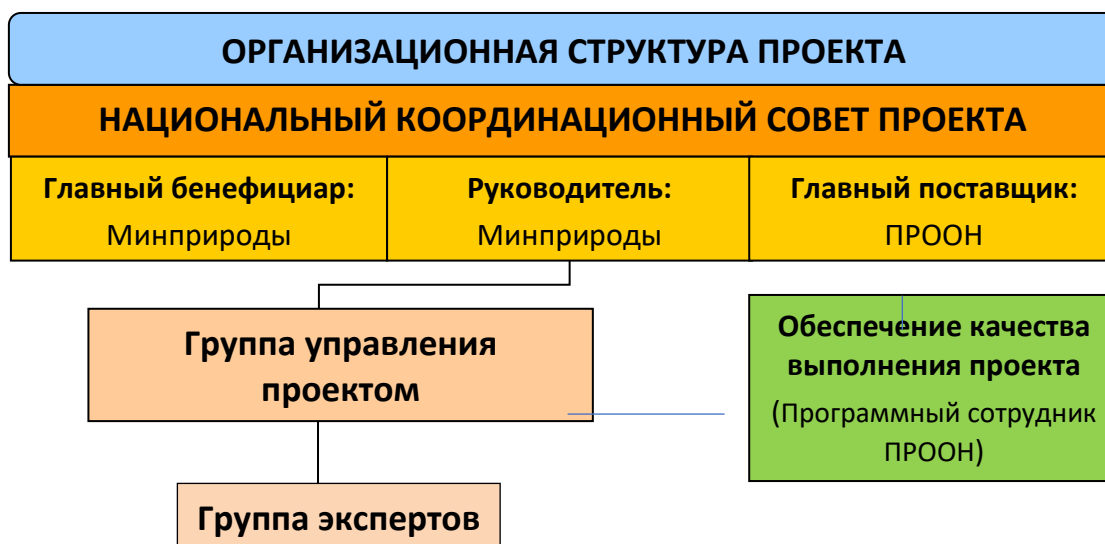 ОРГАНИЗАЦИОННАЯ СТРУКТУРА ПРОЕКТА
НАЦИОНАЛЬНЫЙ КООРДИНАЦИОННЫЙ СОВЕТ ПРОЕКТА
Главный бенефициар:
Минприроды
Руководитель:
Минприроды
Главный поставщик:
ПРООН
Группа управления
проектом
Обеспечение качества
выполнения проекта
(Программный сотрудник
ПРООН)
Группа экспертов